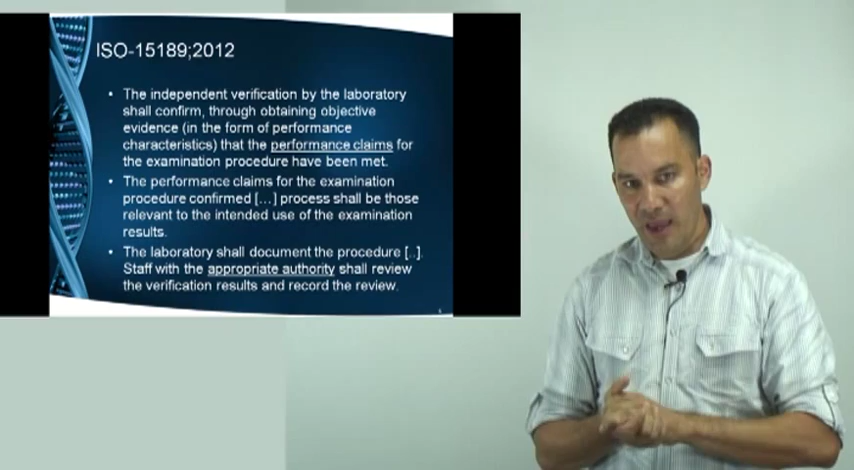 ISO-15189;2012
• The independent verification by the laboratory
shall confirm, through obtaining objective
evidence (in the form of performance
characteristics) that the performance claims for
the examination procedure have been met.
• The performance claims for the examination
procedure confirmed […] process shall be those
relevant to the intended use of the examination
results.
• The laboratory shall document the procedure [..].
Staff with the appropriate authority shall review
the verification results and record the review.